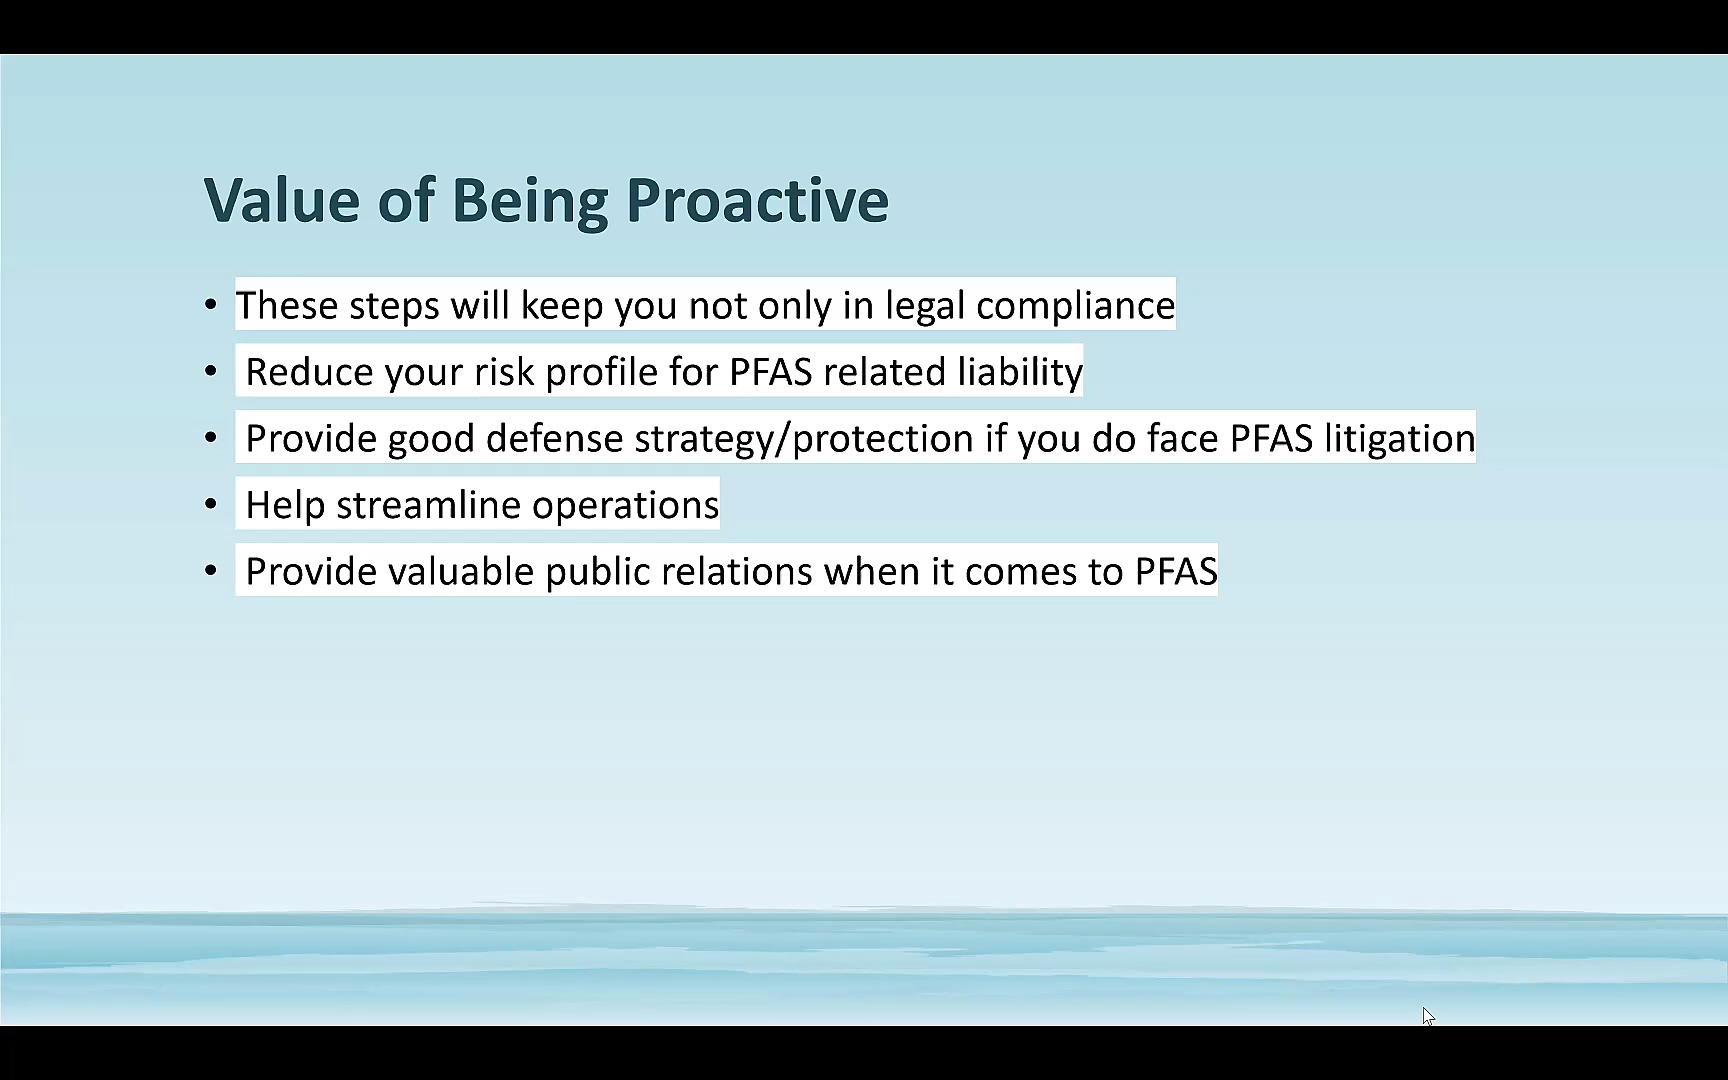 Value of Being Proactive
• These steps will keep you not only in legal compliance
• Reduce your risk profile for PFAS related liability
• Provide good defense strategy/protection if you do face PFAS litigation
• Help streamline operations
• Provide valuable public relations when it comes to PFAS